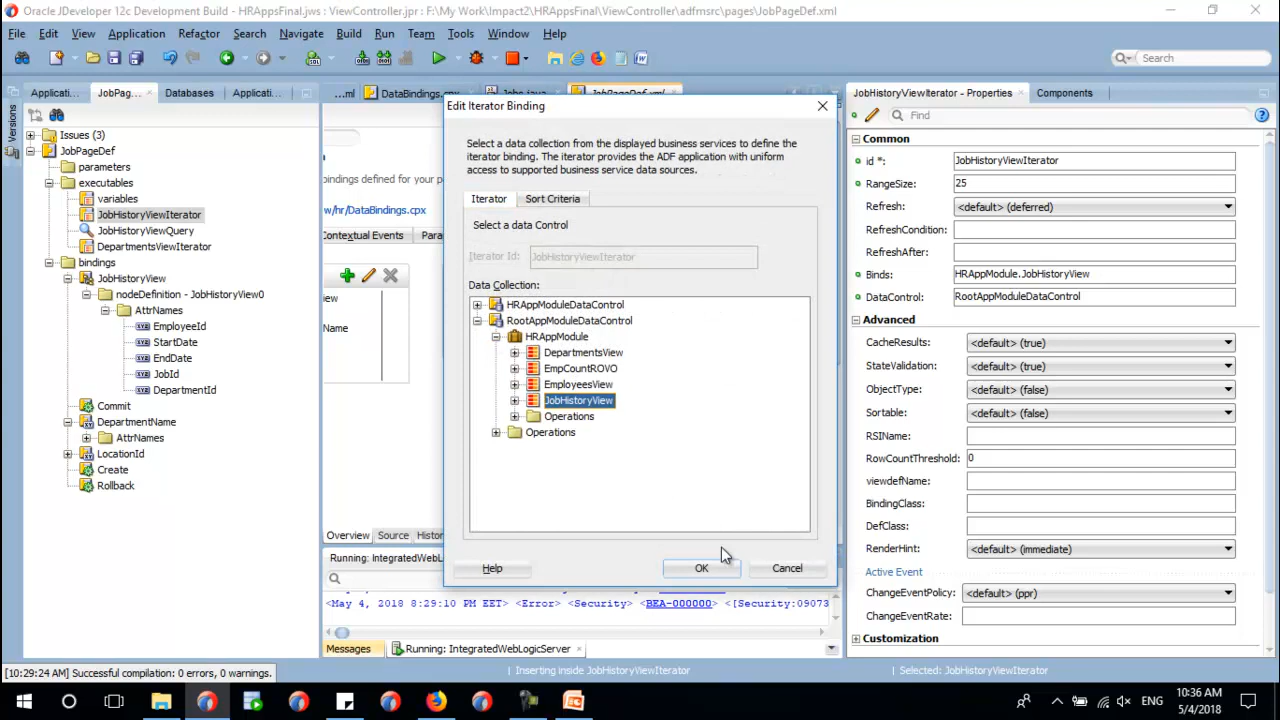 Oracle JDeveloper 12c Development Build - HRAppsFinal.jws : ViewController.jpr : F:\My Work\Impact2\HRAppsFinal\ViewController\adfmsrc\pages\JobPageDef.xml
File Edit View Application Refactor Search Navigate Build Run Team Tools Window Help
Search
Applicati... JobPag... Databases Applicati...
...ml DataBindings.cpx Jobs.jsf JobPageDef.xml
Versions
Issues (3)
JobPageDef
parameters
executables
variables
JobHistoryViewIterator
JobHistoryViewQuery
DepartmentsViewIterator
bindings
JobHistoryView
nodeDefinition - JobHistoryView0
AttrNames
EmployeeId
StartDate
EndDate
JobId
DepartmentId
Commit
DepartmentName
AttrNames
LocationId
Create
Rollback
bindings defined for your p
w/hr/DataBindings.cpx
Contextual Events Para
Name
Overview Source Histor
Running: IntegratedWebLo
<May 4, 2018 8:29:10 PM EET> <Error> <Security> <BEA-000000> <[Security:09073
Messages Running: IntegratedWebLogicServer
Edit Iterator Binding
Select a data collection from the displayed business services to define the
iterator binding. The iterator provides the ADF application with uniform
access to supported business service data sources.
Iterator Sort Criteria
Select a data Control
Iterator Id: JobHistoryViewIterator
Data Collection:
HRAppModuleDataControl
RootAppModuleDataControl
HRAppModule
DepartmentsView
EmpCountROVO
EmployeesView
JobHistoryView
Operations
Operations
Help OK Cancel
JobHistoryViewIterator - Properties Components
Find
Common
id *: JobHistoryViewIterator
RangeSize: 25
Refresh: <default> (deferred)
RefreshCondition:
RefreshAfter:
Binds: HRAppModule.JobHistoryView
DataControl: RootAppModuleDataControl
Advanced
CacheResults: <default> (true)
StateValidation: <default> (true)
ObjectType: <default> (false)
Sortable: <default> (false)
RSIName:
RowCountThreshold: 0
viewdefName:
BindingClass:
DefClass:
RenderHint: <default> (immediate)
Active Event
ChangeEventPolicy: <default> (ppr)
ChangeEventRate:
Customization
[10:29:24 AM] Successful compilation: 0 errors, 0 warnings. Inserting inside JobHistoryViewIterator Selected: JobHistoryViewIterator
ENG
10:36 AM
5/4/2018